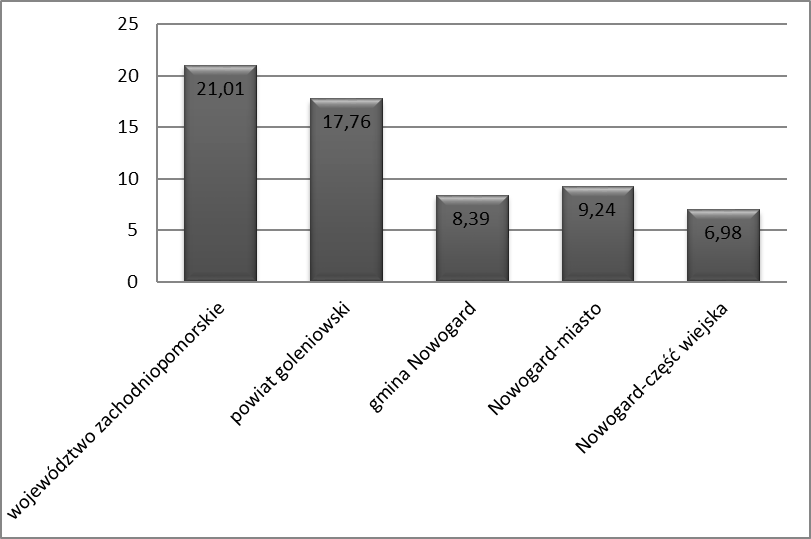 25
20
15
10
5
0
21,01
17,76
8,39
9,24
6,98
województwo zachodniopomorskie
powiat goleniowski
gmina Nowogard
Nowogard-miasto
Nowogard-część wiejska